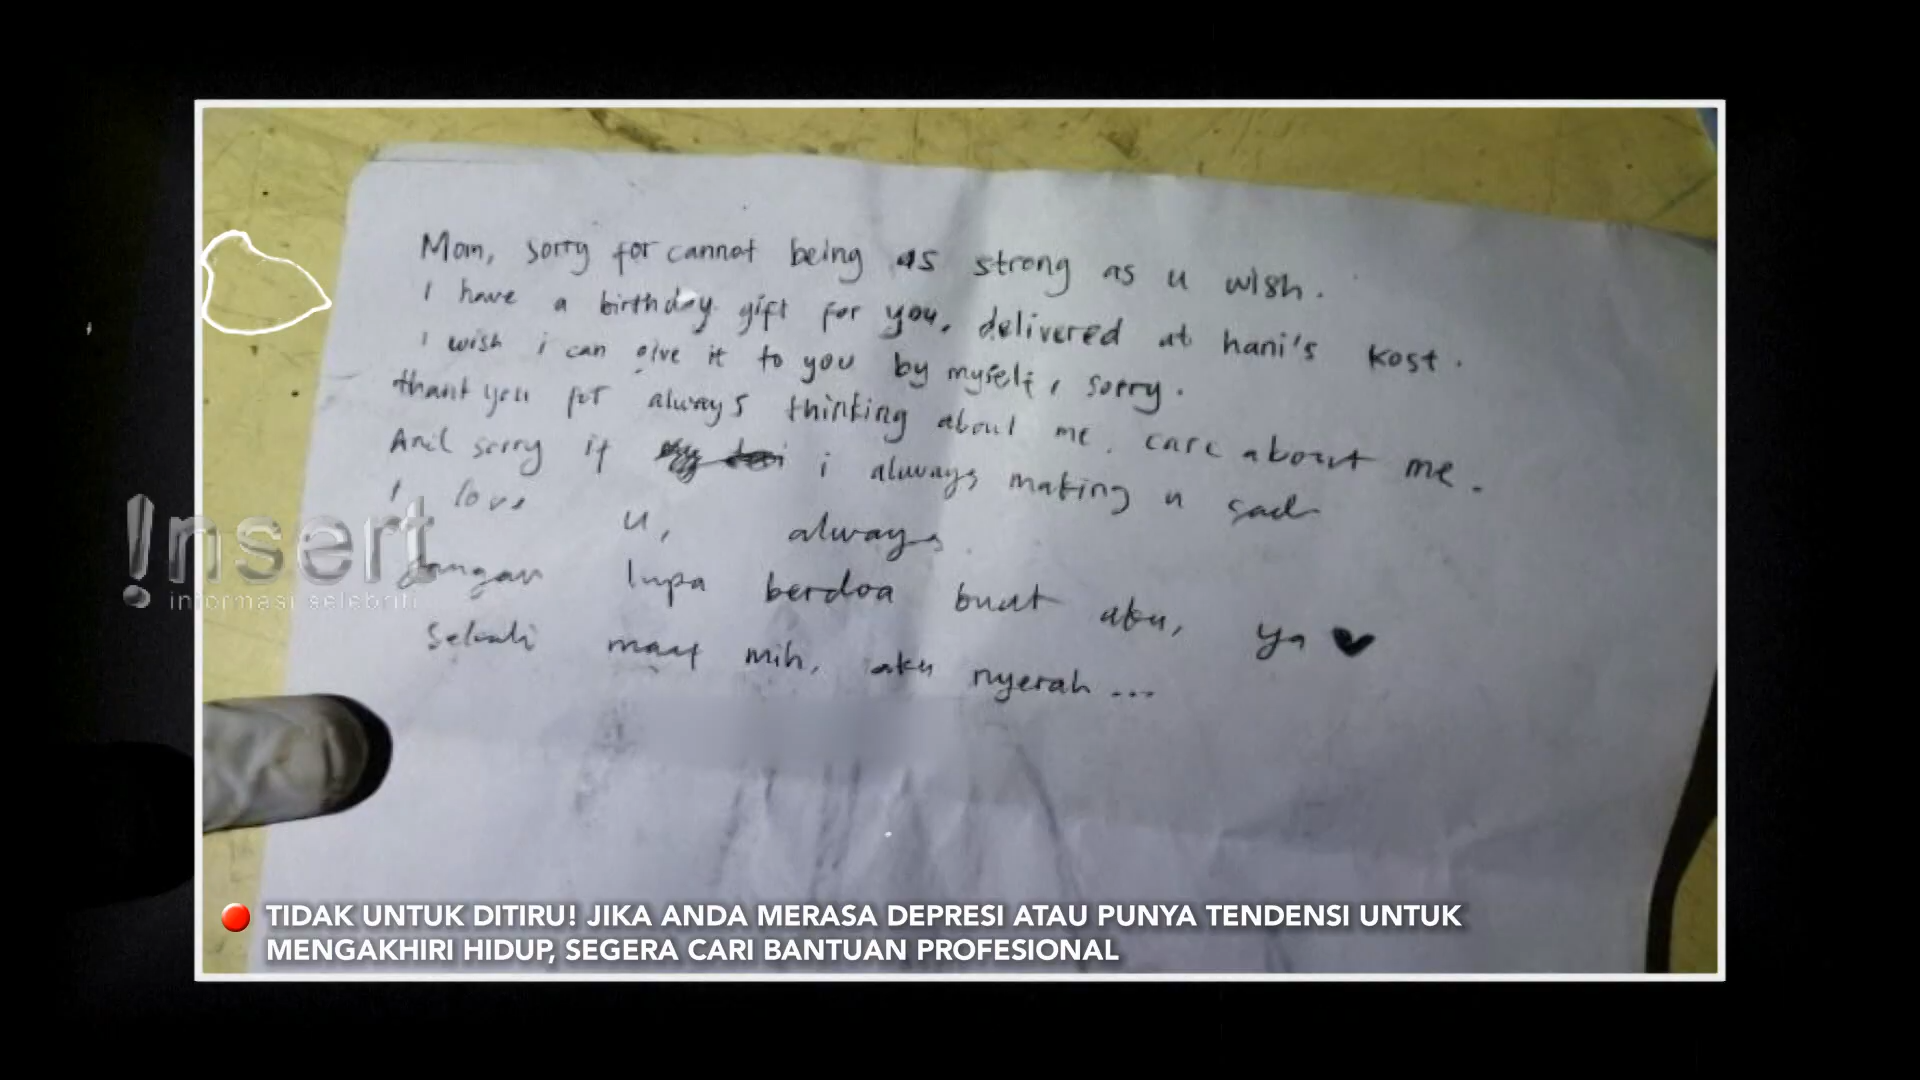 Mom, sorry for cannot being as strong as u wish.
I have a birthday gift for you, delivered at hani's kost.
I wish i can give it to you by myself, sorry.
thank you for always thinking about me. care about me.
And sorry if i always making u sad
I love u, always.
Jangan lupa berdoa buat aku, ya
maaf mih, aku nyerah...
!nsert
informasi selebriti
TIDAK UNTUK DITIRU! JIKA ANDA MERASA DEPRESI ATAU PUNYA TENDENSI UNTUK
MENGAKHIRI HIDUP, SEGERA CARI BANTUAN PROFESIONAL